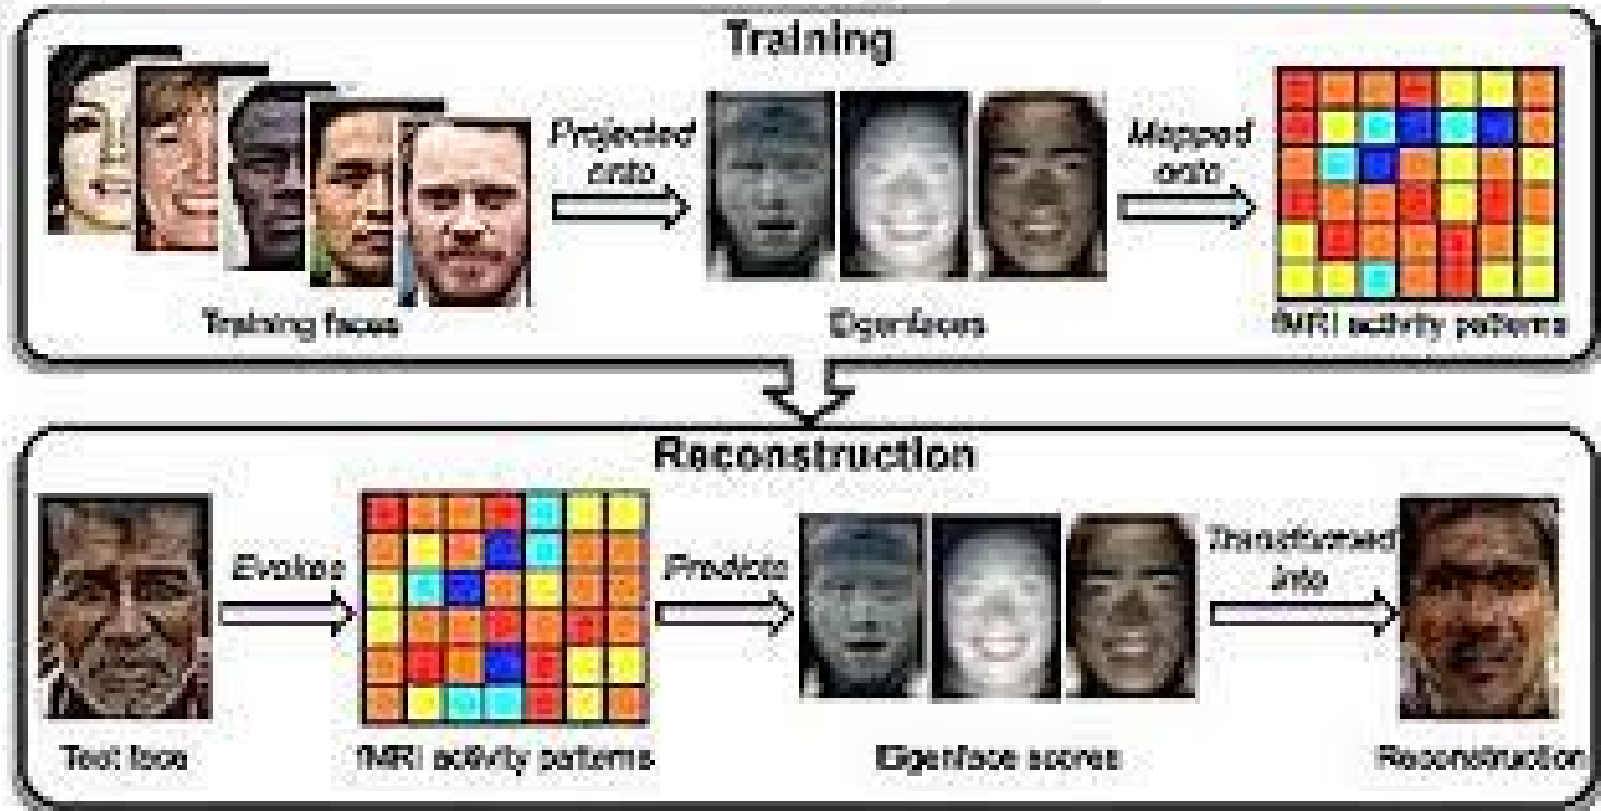 Training
Projected
onto
Mapped
onto
Training faces
Eigenfaces
fMRI activity patterns
Reconstruction
Evokes
Predicts
Transformed
into
Test face
fMRI activity patterns
Eigenface scores
Reconstruction